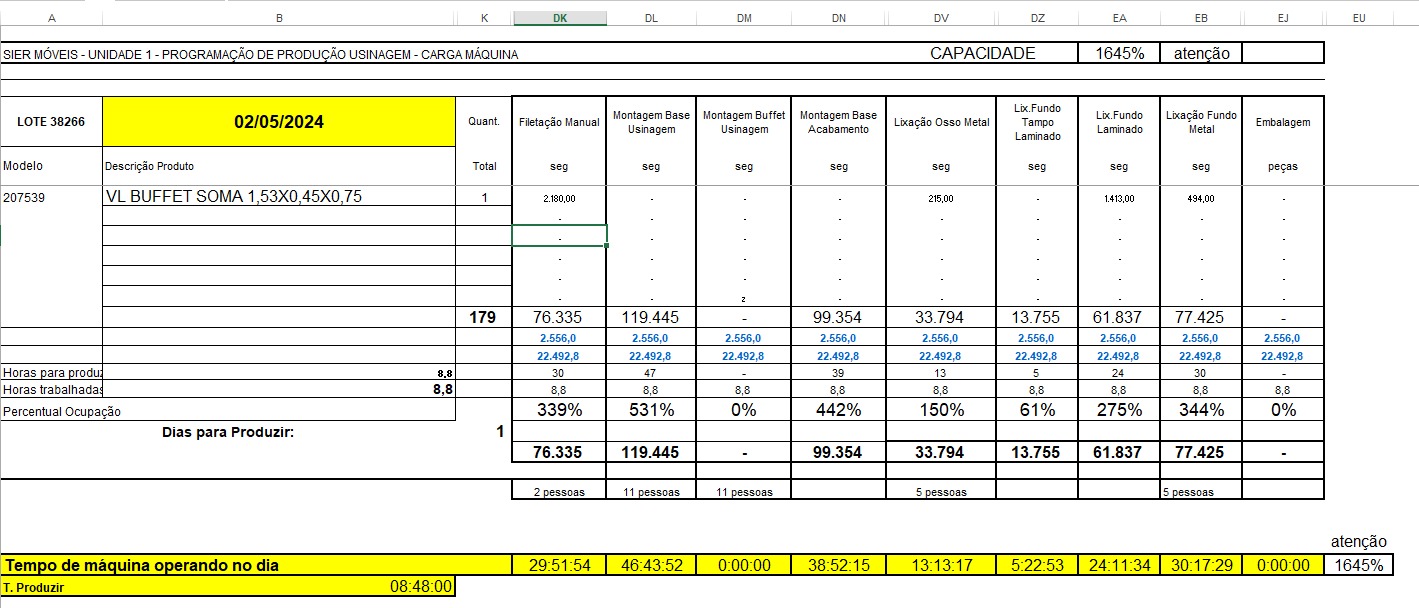 A B K DK DL DM DN DV DZ EA EB EJ EU
SIER MÓVEIS - UNIDADE 1 - PROGRAMAÇÃO DE PRODUÇÃO USINAGEM - CARGA MÁQUINA CAPACIDADE 1645% atenção
LOTE 38266 02/05/2024 Quant. Filetação Manual Montagem Base Usinagem Montagem Buffet Usinagem Montagem Base Acabamento Lixação Osso Metal Lix.Fundo Tampo Laminado Lix.Fundo Laminado Lixação Fundo Metal Embalagem
Modelo Descrição Produto Total seg seg seg seg seg seg seg seg peças
207539 VL BUFFET SOMA 1,53X0,45X0,75 1 2.180,00 - - - 215,00 - 1.413,00 494,00 -
- - - - - - - - -
- - - - - - - - -
- - - - - - - - -
- - - - - - - - -
- - 2 - - - - - -
179 76.335 119.445 - 99.354 33.794 13.755 61.837 77.425 -
2.556,0 2.556,0 2.556,0 2.556,0 2.556,0 2.556,0 2.556,0 2.556,0 2.556,0
22.492,8 22.492,8 22.492,8 22.492,8 22.492,8 22.492,8 22.492,8 22.492,8 22.492,8
Horas para produz 8,8 30 47 - 39 13 5 24 30 -
Horas trabalhadas 8,8 8,8 8,8 8,8 8,8 8,8 8,8 8,8 8,8 8,8
Percentual Ocupação 339% 531% 0% 442% 150% 61% 275% 344% 0%
Dias para Produzir: 1
76.335 119.445 - 99.354 33.794 13.755 61.837 77.425 -
2 pessoas 11 pessoas 11 pessoas 5 pessoas 5 pessoas
atenção
Tempo de máquina operando no dia 29:51:54 46:43:52 0:00:00 38:52:15 13:13:17 5:22:53 24:11:34 30:17:29 0:00:00 1645%
T. Produzir 08:48:00